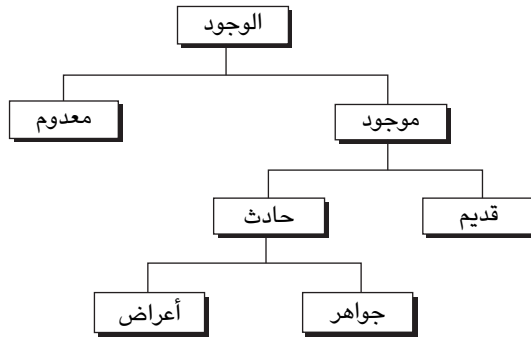 الوجود
موجود
معدوم
قديم
حادث
جواهر
أعراض